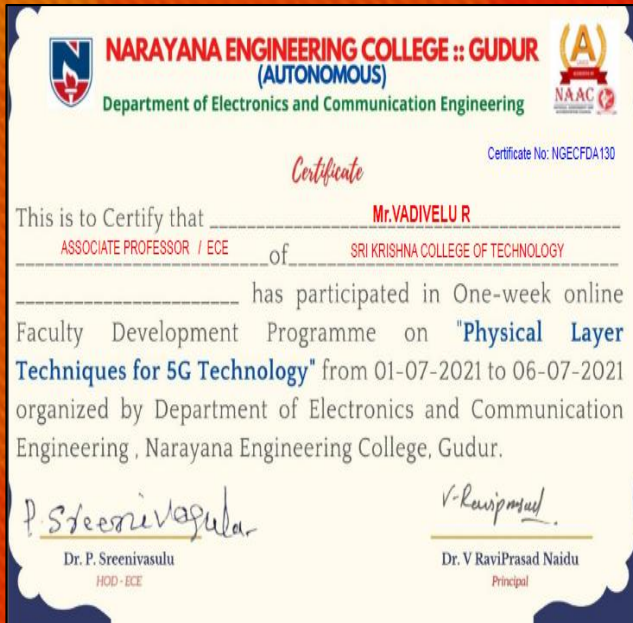 NARAYANA ENGINEERING COLLEGE :: GUDUR
(AUTONOMOUS)
Department of Electronics and Communication Engineering
A
NAAC
Certificate No: NGECFDA130
Certificate
This is to Certify that Mr.VADIVELU R
ASSOCIATE PROFESSOR / ECE of SRI KRISHNA COLLEGE OF TECHNOLOGY
has participated in One-week online
Faculty Development Programme on "Physical Layer
Techniques for 5G Technology" from 01-07-2021 to 06-07-2021
organized by Department of Electronics and Communication
Engineering , Narayana Engineering College, Gudur.
P. Sreenivasulu
V. Raviprasad
Dr. P. Sreenivasulu
HOD - ECE
Dr. V RaviPrasad Naidu
Principal